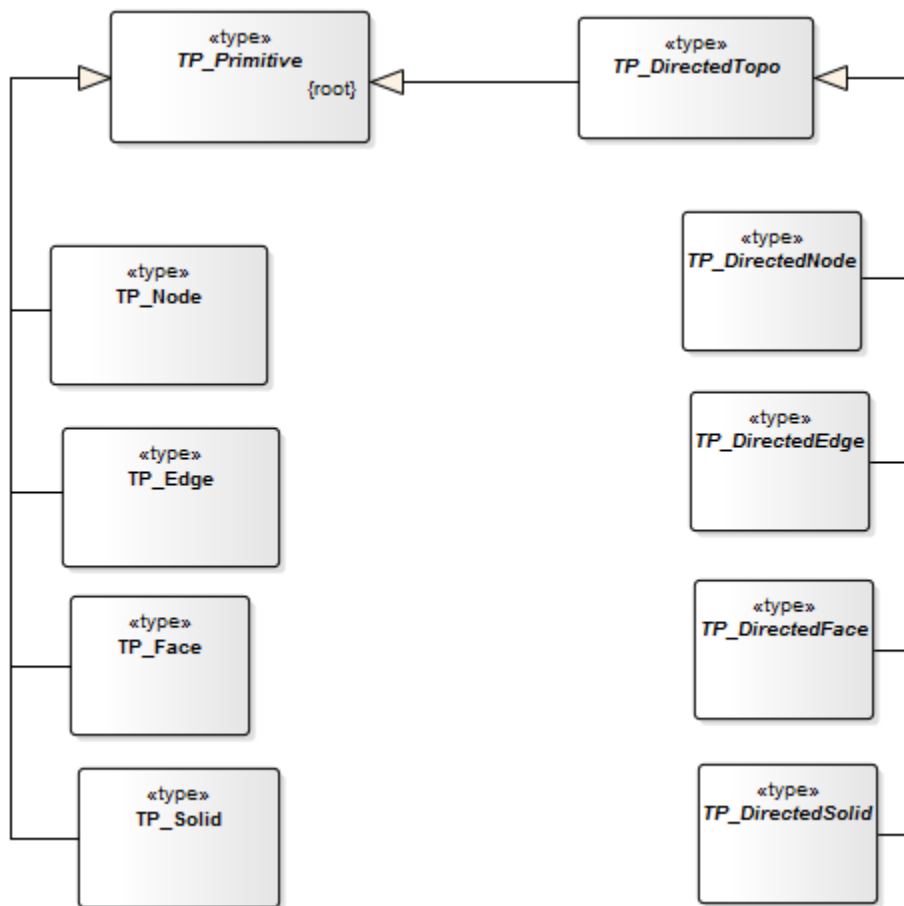 «type»
TP_Primitive
{root}
«type»
TP_DirectedTopo
«type»
TP_Node
«type»
TP_Edge
«type»
TP_Face
«type»
TP_Solid
«type»
TP_DirectedNode
«type»
TP_DirectedEdge
«type»
TP_DirectedFace
«type»
TP_DirectedSolid